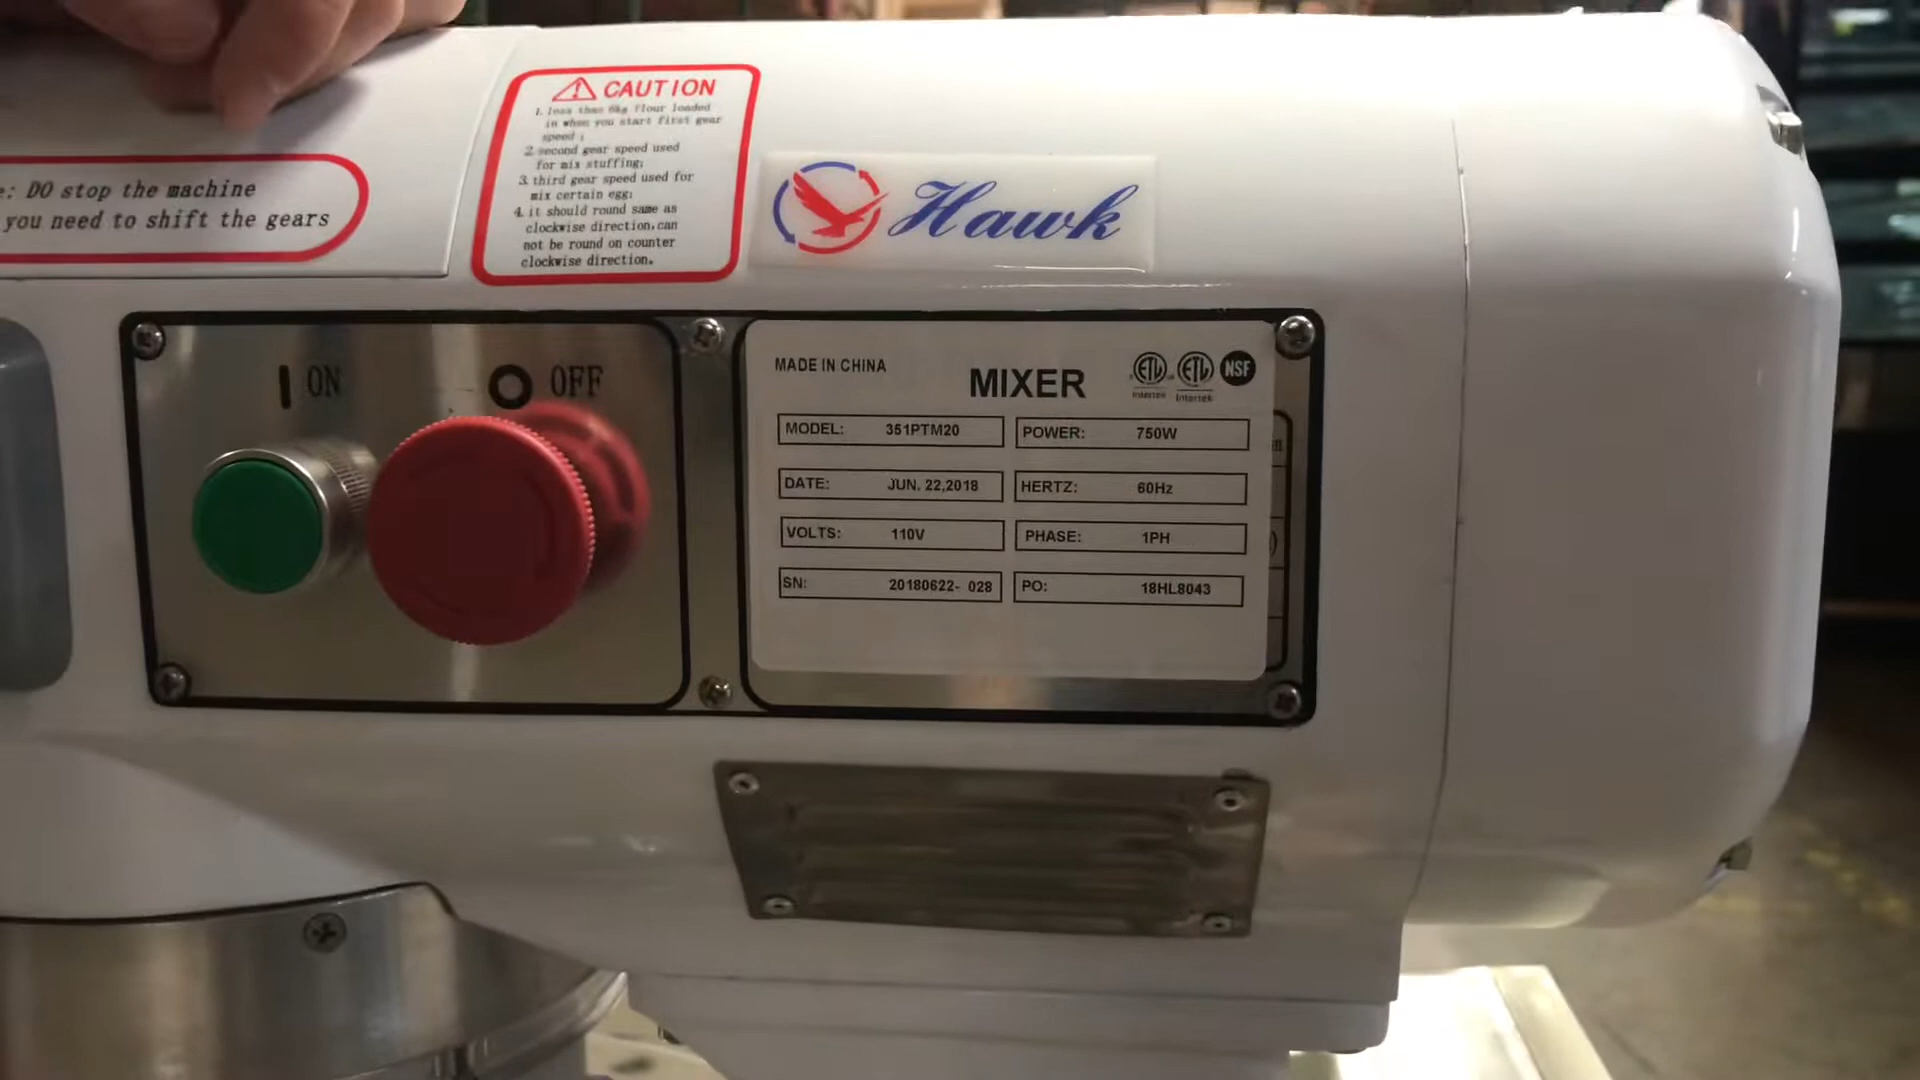 e: DO stop the machine
you need to shift the gears
CAUTION
1. less than 6kg flour loaded
in when you start first gear
speed ;
2. second gear speed used
for mix stuffing;
3. third gear speed used for
mix certain egg;
4. it should round same as
clockwise direction,can
not be round on counter
clockwise direction.
Hawk
ON
OFF
MADE IN CHINA
MIXER
ETL ETL NSF
Intertek Intertek
MODEL: 351PTM20
POWER: 750W
DATE: JUN. 22,2018
HERTZ: 60Hz
VOLTS: 110V
PHASE: 1PH
SN: 20180622- 028
PO: 18HL8043